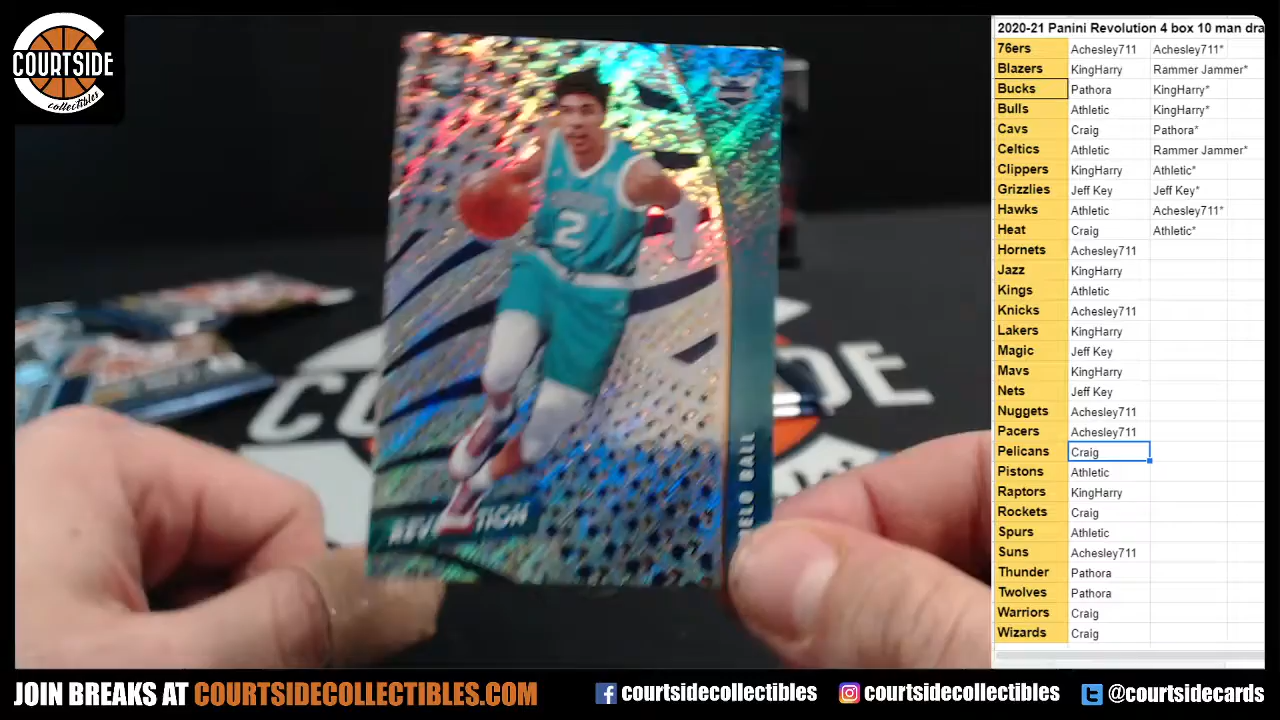 COURTSIDE
collectibles
2
REVOLUTION
2020-21 Panini Revolution 4 box 10 man dra
76ers Achesley711 Achesley711*
Blazers KingHarry Rammer Jammer*
Bucks Pathora KingHarry*
Bulls Athletic KingHarry*
Cavs Craig Pathora*
Celtics Athletic Rammer Jammer*
Clippers KingHarry Athletic*
Grizzlies Jeff Key Jeff Key*
Hawks Athletic Achesley711*
Heat Craig Athletic*
Hornets Achesley711
Jazz KingHarry
Kings Athletic
Knicks Achesley711
Lakers KingHarry
Magic Jeff Key
Mavs KingHarry
Nets Jeff Key
Nuggets Achesley711
Pacers Achesley711
Pelicans Craig
Pistons Athletic
Raptors KingHarry
Rockets Craig
Spurs Athletic
Suns Achesley711
Thunder Pathora
Twolves Pathora
Warriors Craig
Wizards Craig
JOIN BREAKS AT COURTSIDECOLLECTIBLES.COM
courtsidecollectibles
courtsidecollectibles
@courtsidecards